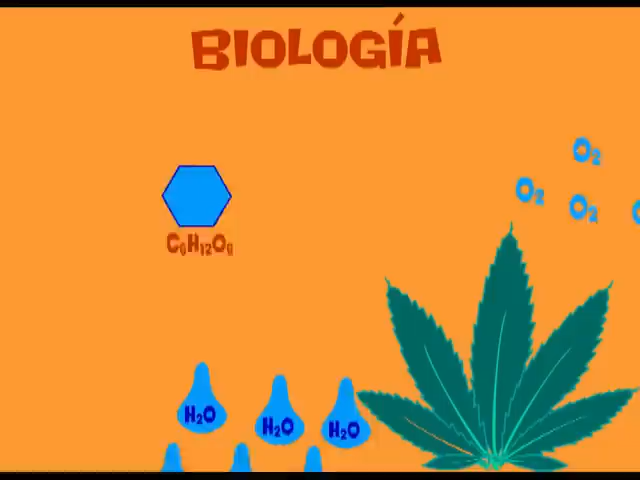 BIOLOGÍA
O₂
O₂ O₂
C₆H₁₂O₆
H₂O H₂O H₂O